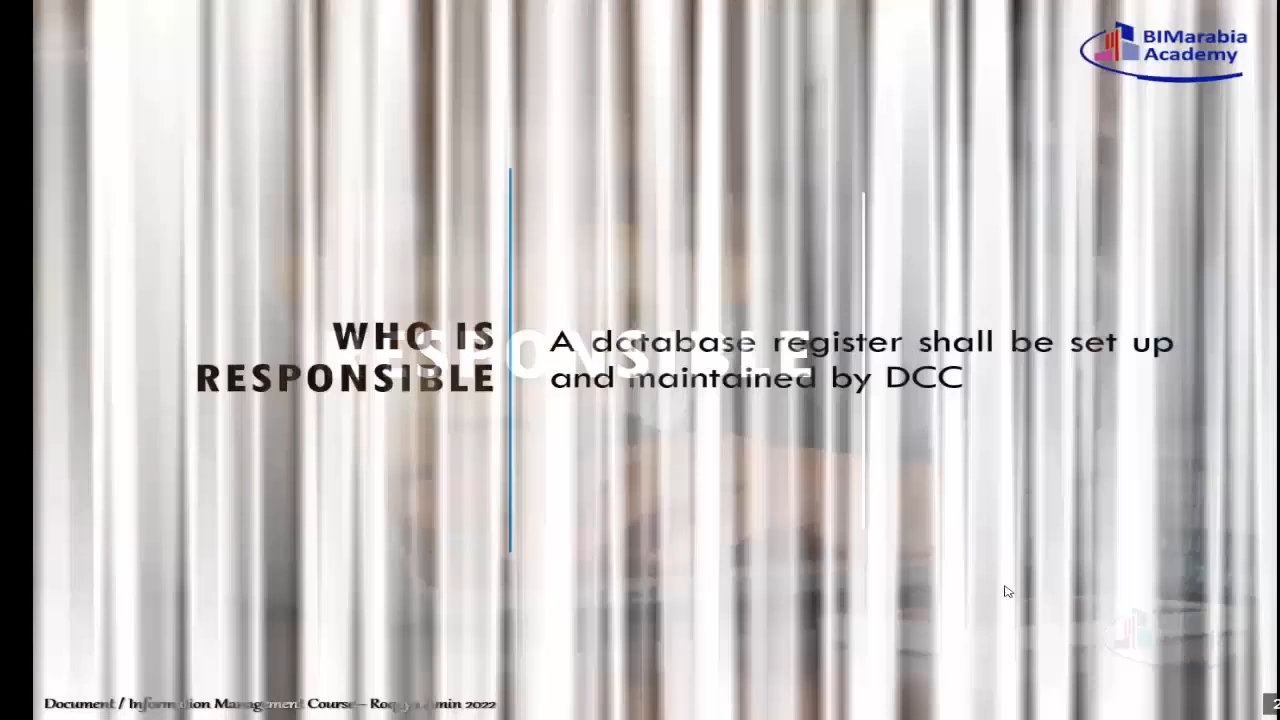 BIMarabia
Academy
WHO IS
RESPONSIBLE
RESPONSIBLE
A database register shall be set up
and maintained by DCC
Document / Information Management Course – 2022